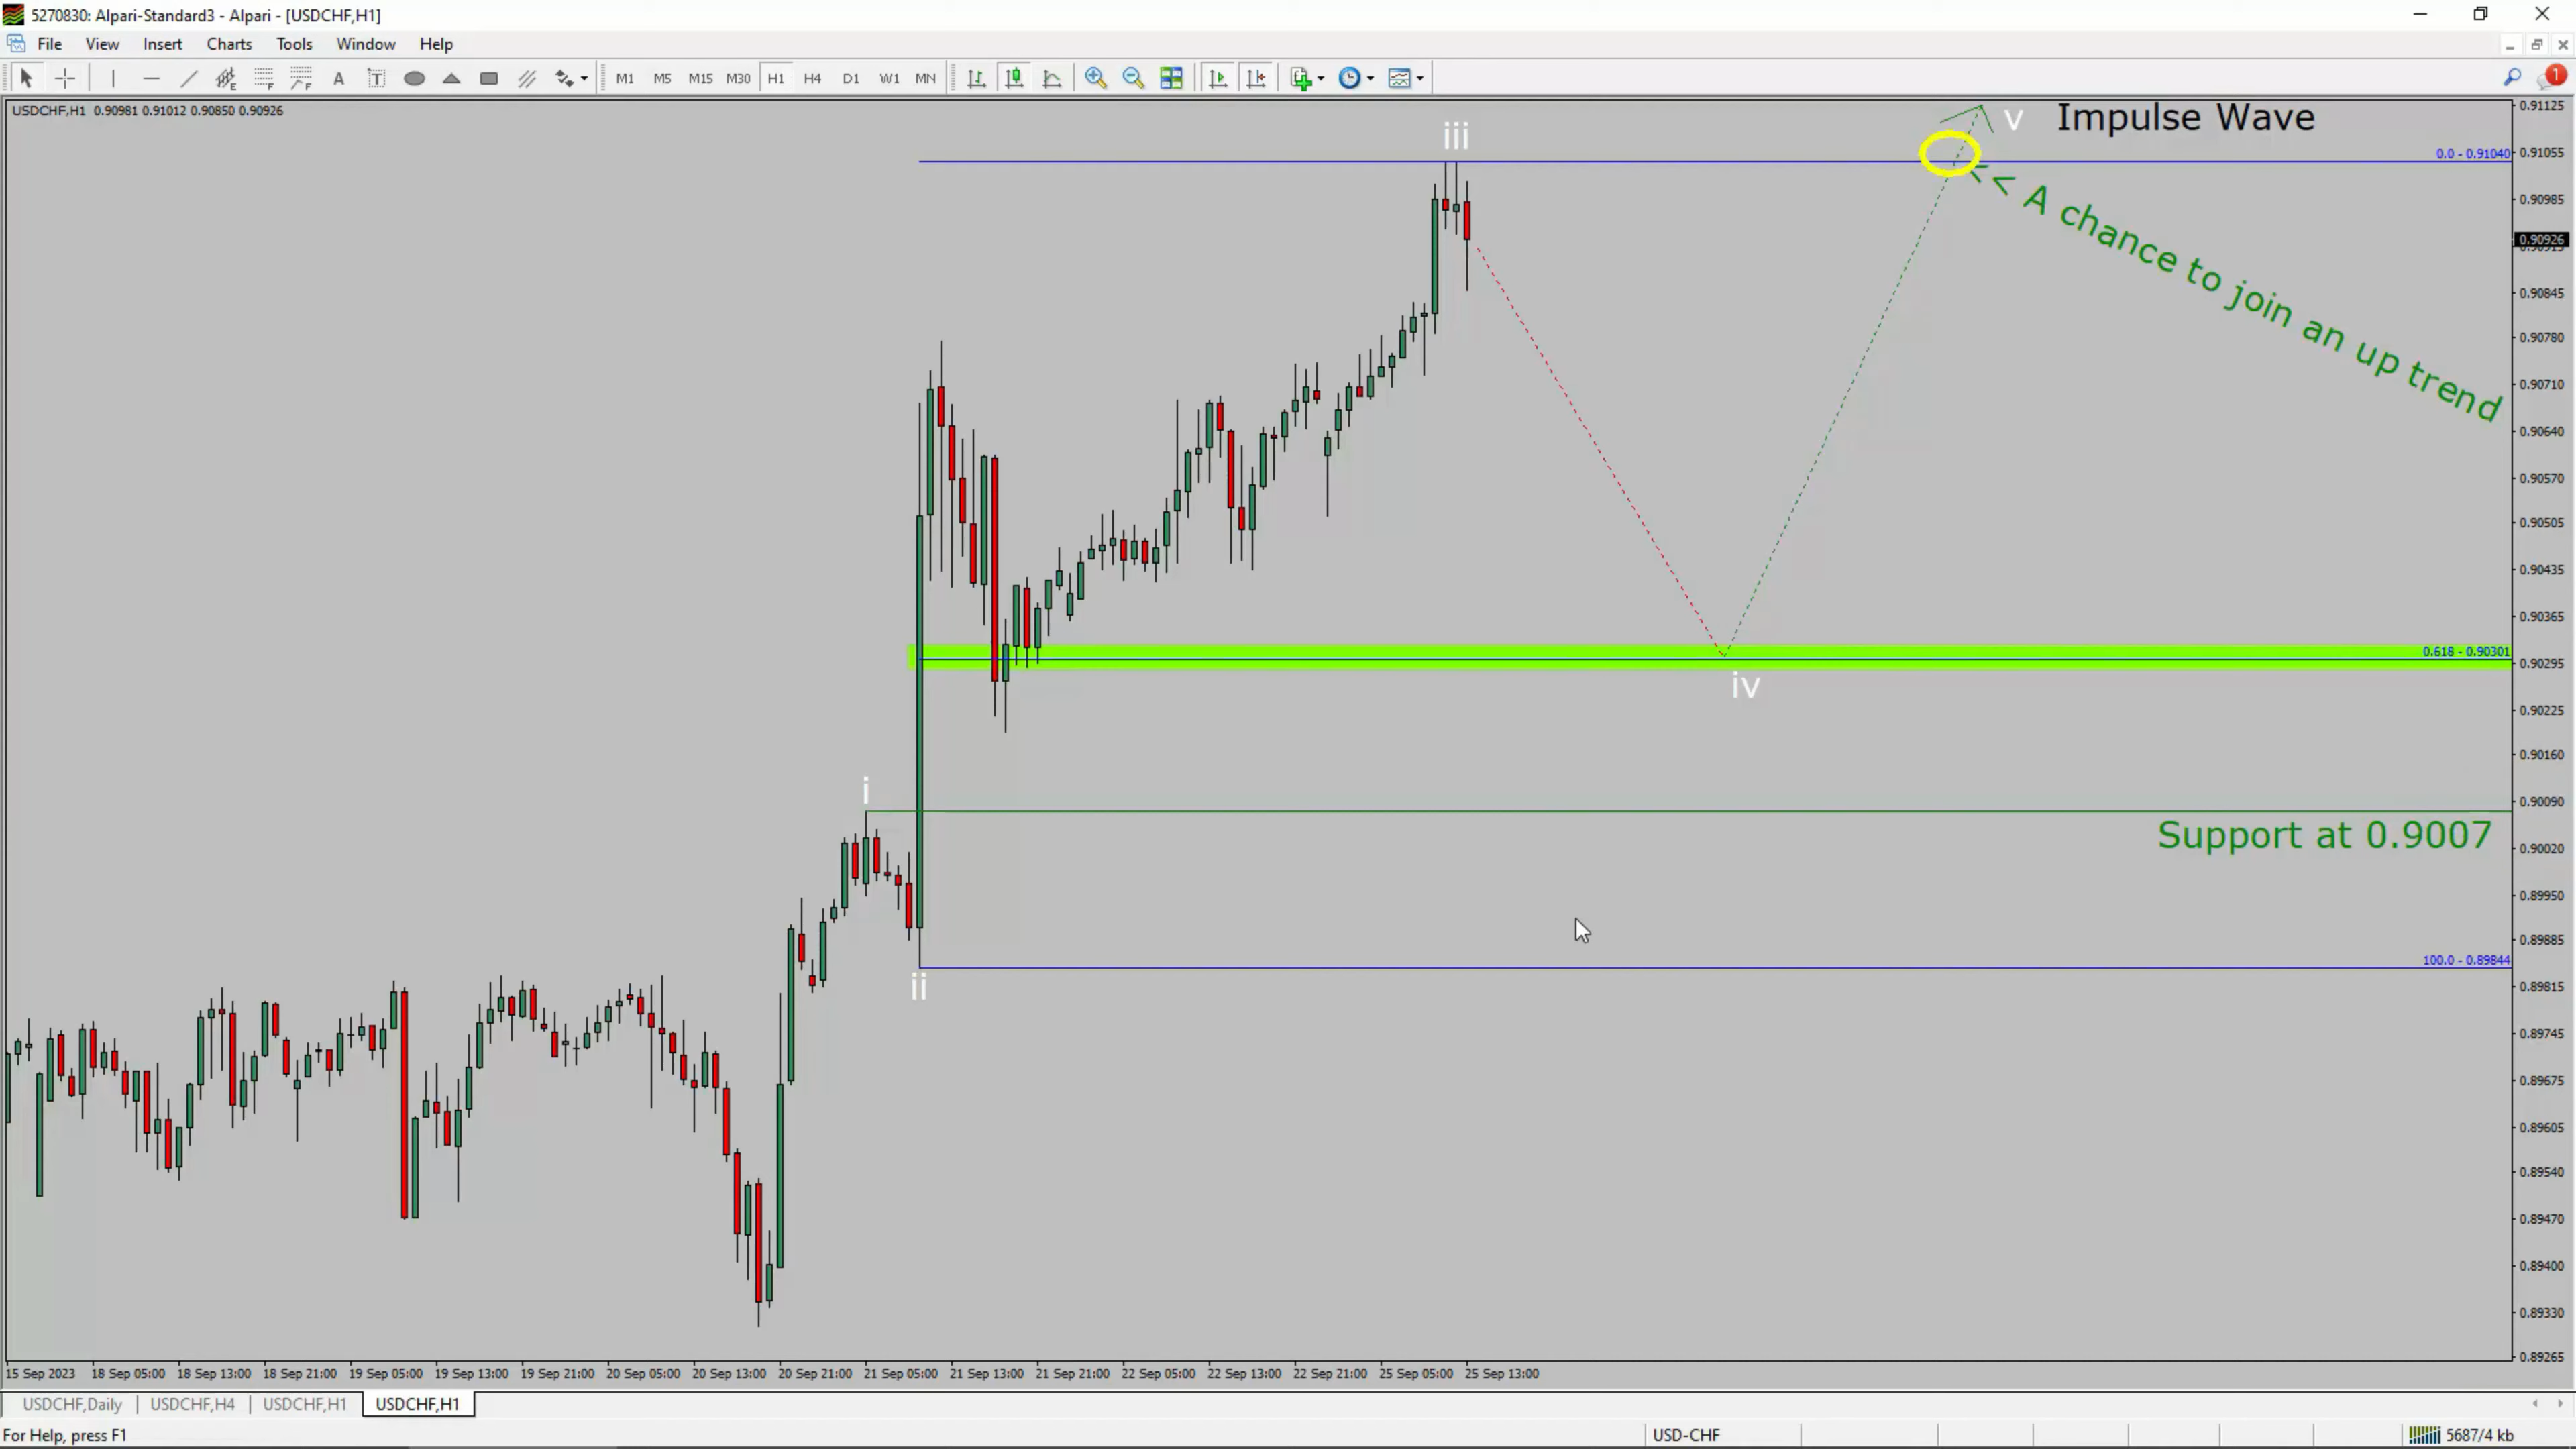 5270830: Alpari-Standard3 - Alpari - [USDCHF,H1]
File View Insert Charts Tools Window Help
A T M1 M5 M15 M30 H1 H4 D1 W1 MN 1
USDCHF,H1 0.90981 0.91012 0.90850 0.90926
v Impulse Wave
iii
0.0 - 0.91040
<< A chance to join an up trend
0.618 - 0.90301
iv
i
Support at 0.9007
100.0 - 0.89844
ii
0.91125
0.91055
0.90985
0.90926
0.90845
0.90780
0.90710
0.90640
0.90570
0.90505
0.90435
0.90365
0.90295
0.90225
0.90160
0.90090
0.90020
0.89950
0.89885
0.89815
0.89745
0.89675
0.89605
0.89540
0.89470
0.89400
0.89330
0.89265
15 Sep 2023 18 Sep 05:00 18 Sep 13:00 18 Sep 21:00 19 Sep 05:00 19 Sep 13:00 19 Sep 21:00 20 Sep 05:00 20 Sep 13:00 20 Sep 21:00 21 Sep 05:00 21 Sep 13:00 21 Sep 21:00 22 Sep 05:00 22 Sep 13:00 22 Sep 21:00 25 Sep 05:00 25 Sep 13:00
USDCHF,Daily USDCHF,H4 USDCHF,H1 USDCHF,H1
For Help, press F1 USD-CHF 5687/4 kb